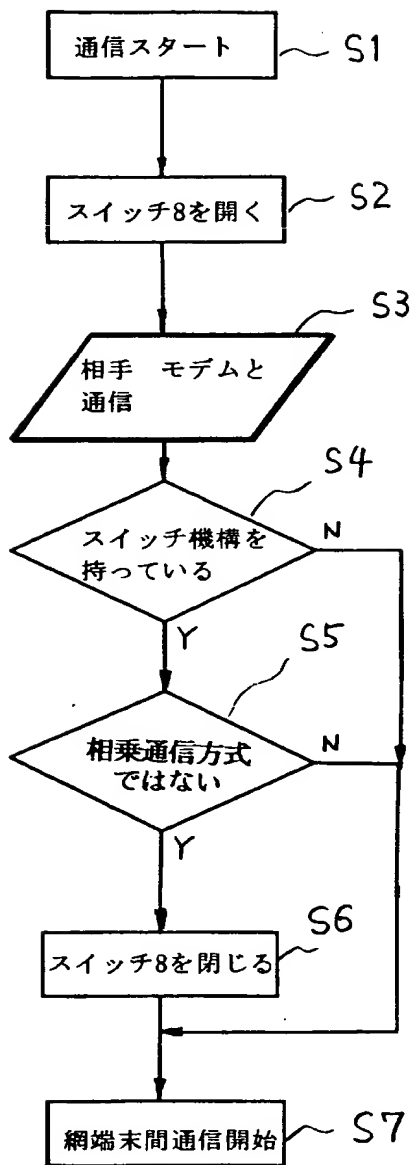 通信スタート
S1
スイッチ8を開く
S2
S3
相手 モデムと
通信
S4
スイッチ機構を
持っている
N
Y
S5
相乗通信方式
ではない
N
Y
S6
スイッチ8を閉じる
網端末間通信開始
S7